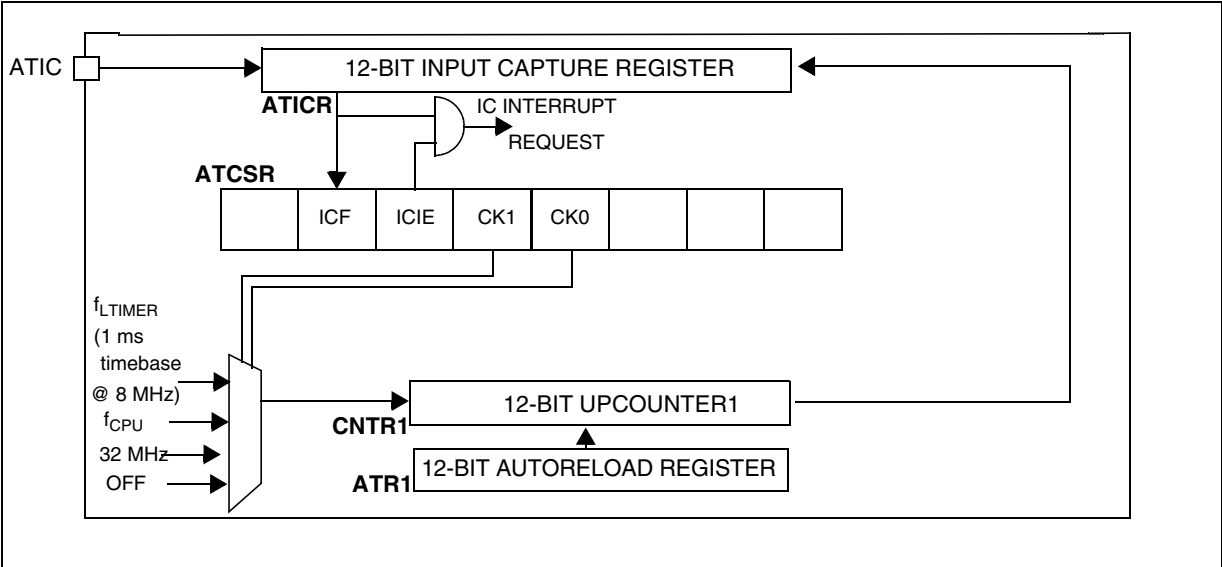 ATIC
12-BIT INPUT CAPTURE REGISTER
ATICR
IC INTERRUPT
REQUEST
ATCSR
ICF
ICIE
CK1
CK0
fLTIMER
(1 ms
timebase
@ 8 MHz)
fCPU
32 MHz
OFF
12-BIT UPCOUNTER1
CNTR1
12-BIT AUTORELOAD REGISTER
ATR1